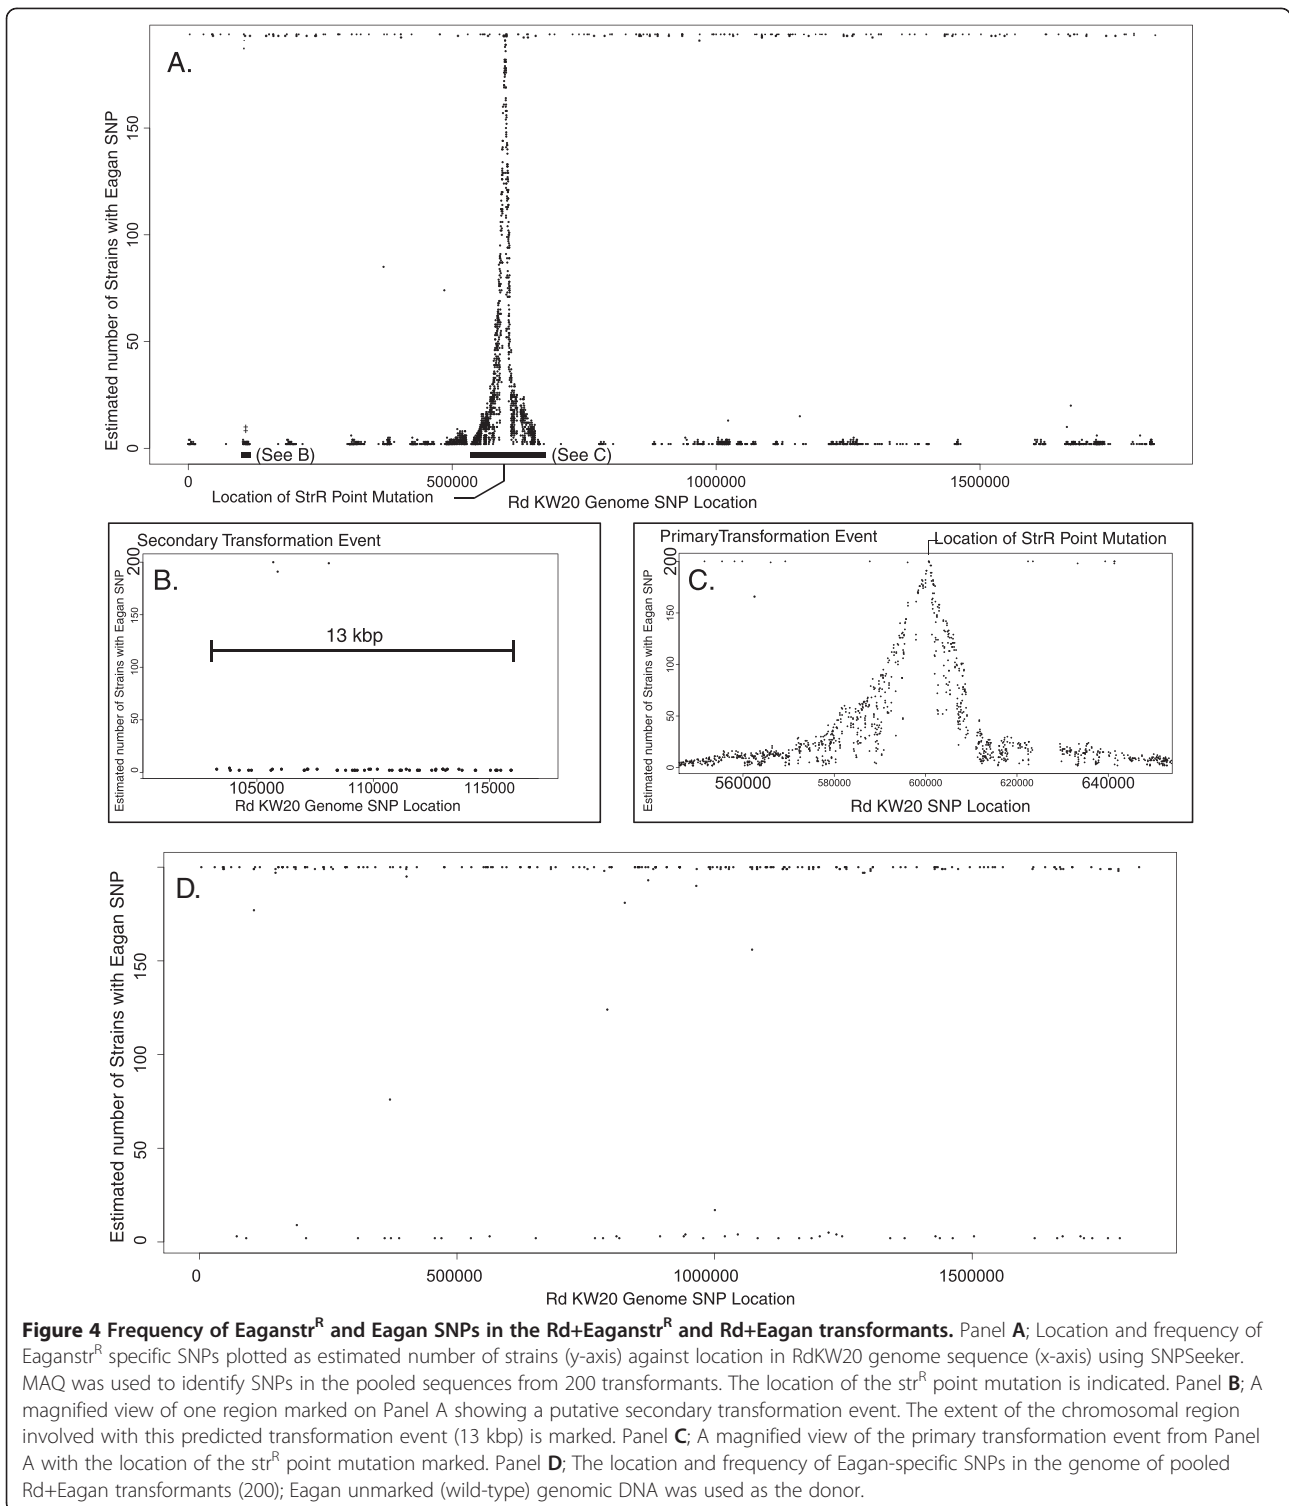 A.
Estimated number of Strains with Eagan SNP
150
100
50
0
(See B)
(See C)
0
500000
1000000
1500000
Location of StrR Point Mutation
Rd KW20 Genome SNP Location
Secondary Transformation Event
B.
Estimated number of Strains with Eagan SNP
200
150
100
50
0
13 kbp
105000
110000
115000
Rd KW20 Genome SNP Location
PrimaryTransformation Event
Location of StrR Point Mutation
C.
Estimated number of Strains with Eagan SNP
200
150
100
50
0
560000
580000
600000
620000
640000
Rd KW20 SNP Location
D.
Estimated number of Strains with Eagan SNP
150
100
50
0
0
500000
1000000
1500000
Rd KW20 Genome SNP Location
Figure 4 Frequency of Eaganstr^R and Eagan SNPs in the Rd+Eaganstr^R and Rd+Eagan transformants. Panel A; Location and frequency of
Eaganstr^R specific SNPs plotted as estimated number of strains (y-axis) against location in RdKW20 genome sequence (x-axis) using SNPSeeker.
MAQ was used to identify SNPs in the pooled sequences from 200 transformants. The location of the str^R point mutation is indicated. Panel B; A
magnified view of one region marked on Panel A showing a putative secondary transformation event. The extent of the chromosomal region
involved with this predicted transformation event (13 kbp) is marked. Panel C; A magnified view of the primary transformation event from Panel
A with the location of the str^R point mutation marked. Panel D; The location and frequency of Eagan-specific SNPs in the genome of pooled
Rd+Eagan transformants (200); Eagan unmarked (wild-type) genomic DNA was used as the donor.